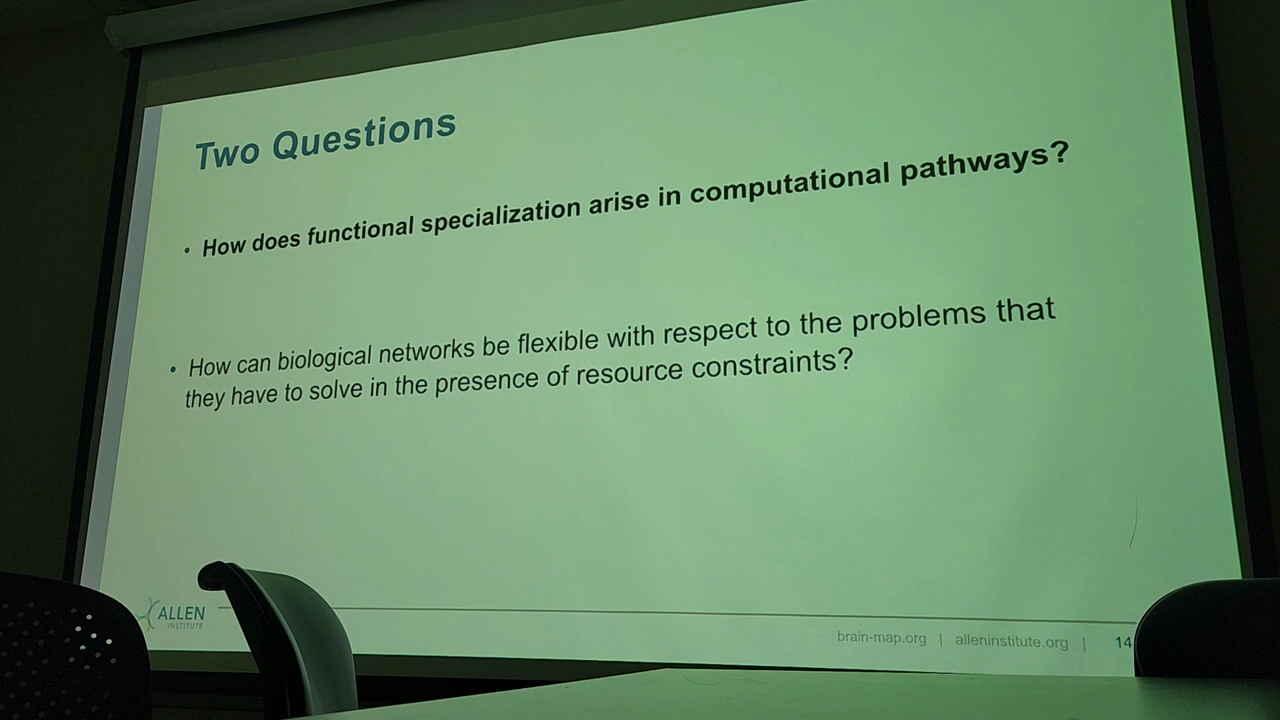 Two Questions
• How does functional specialization arise in computational pathways?
• How can biological networks be flexible with respect to the problems that
they have to solve in the presence of resource constraints?
ALLEN
INSTITUTE
brain-map.org | alleninstitute.org | 14